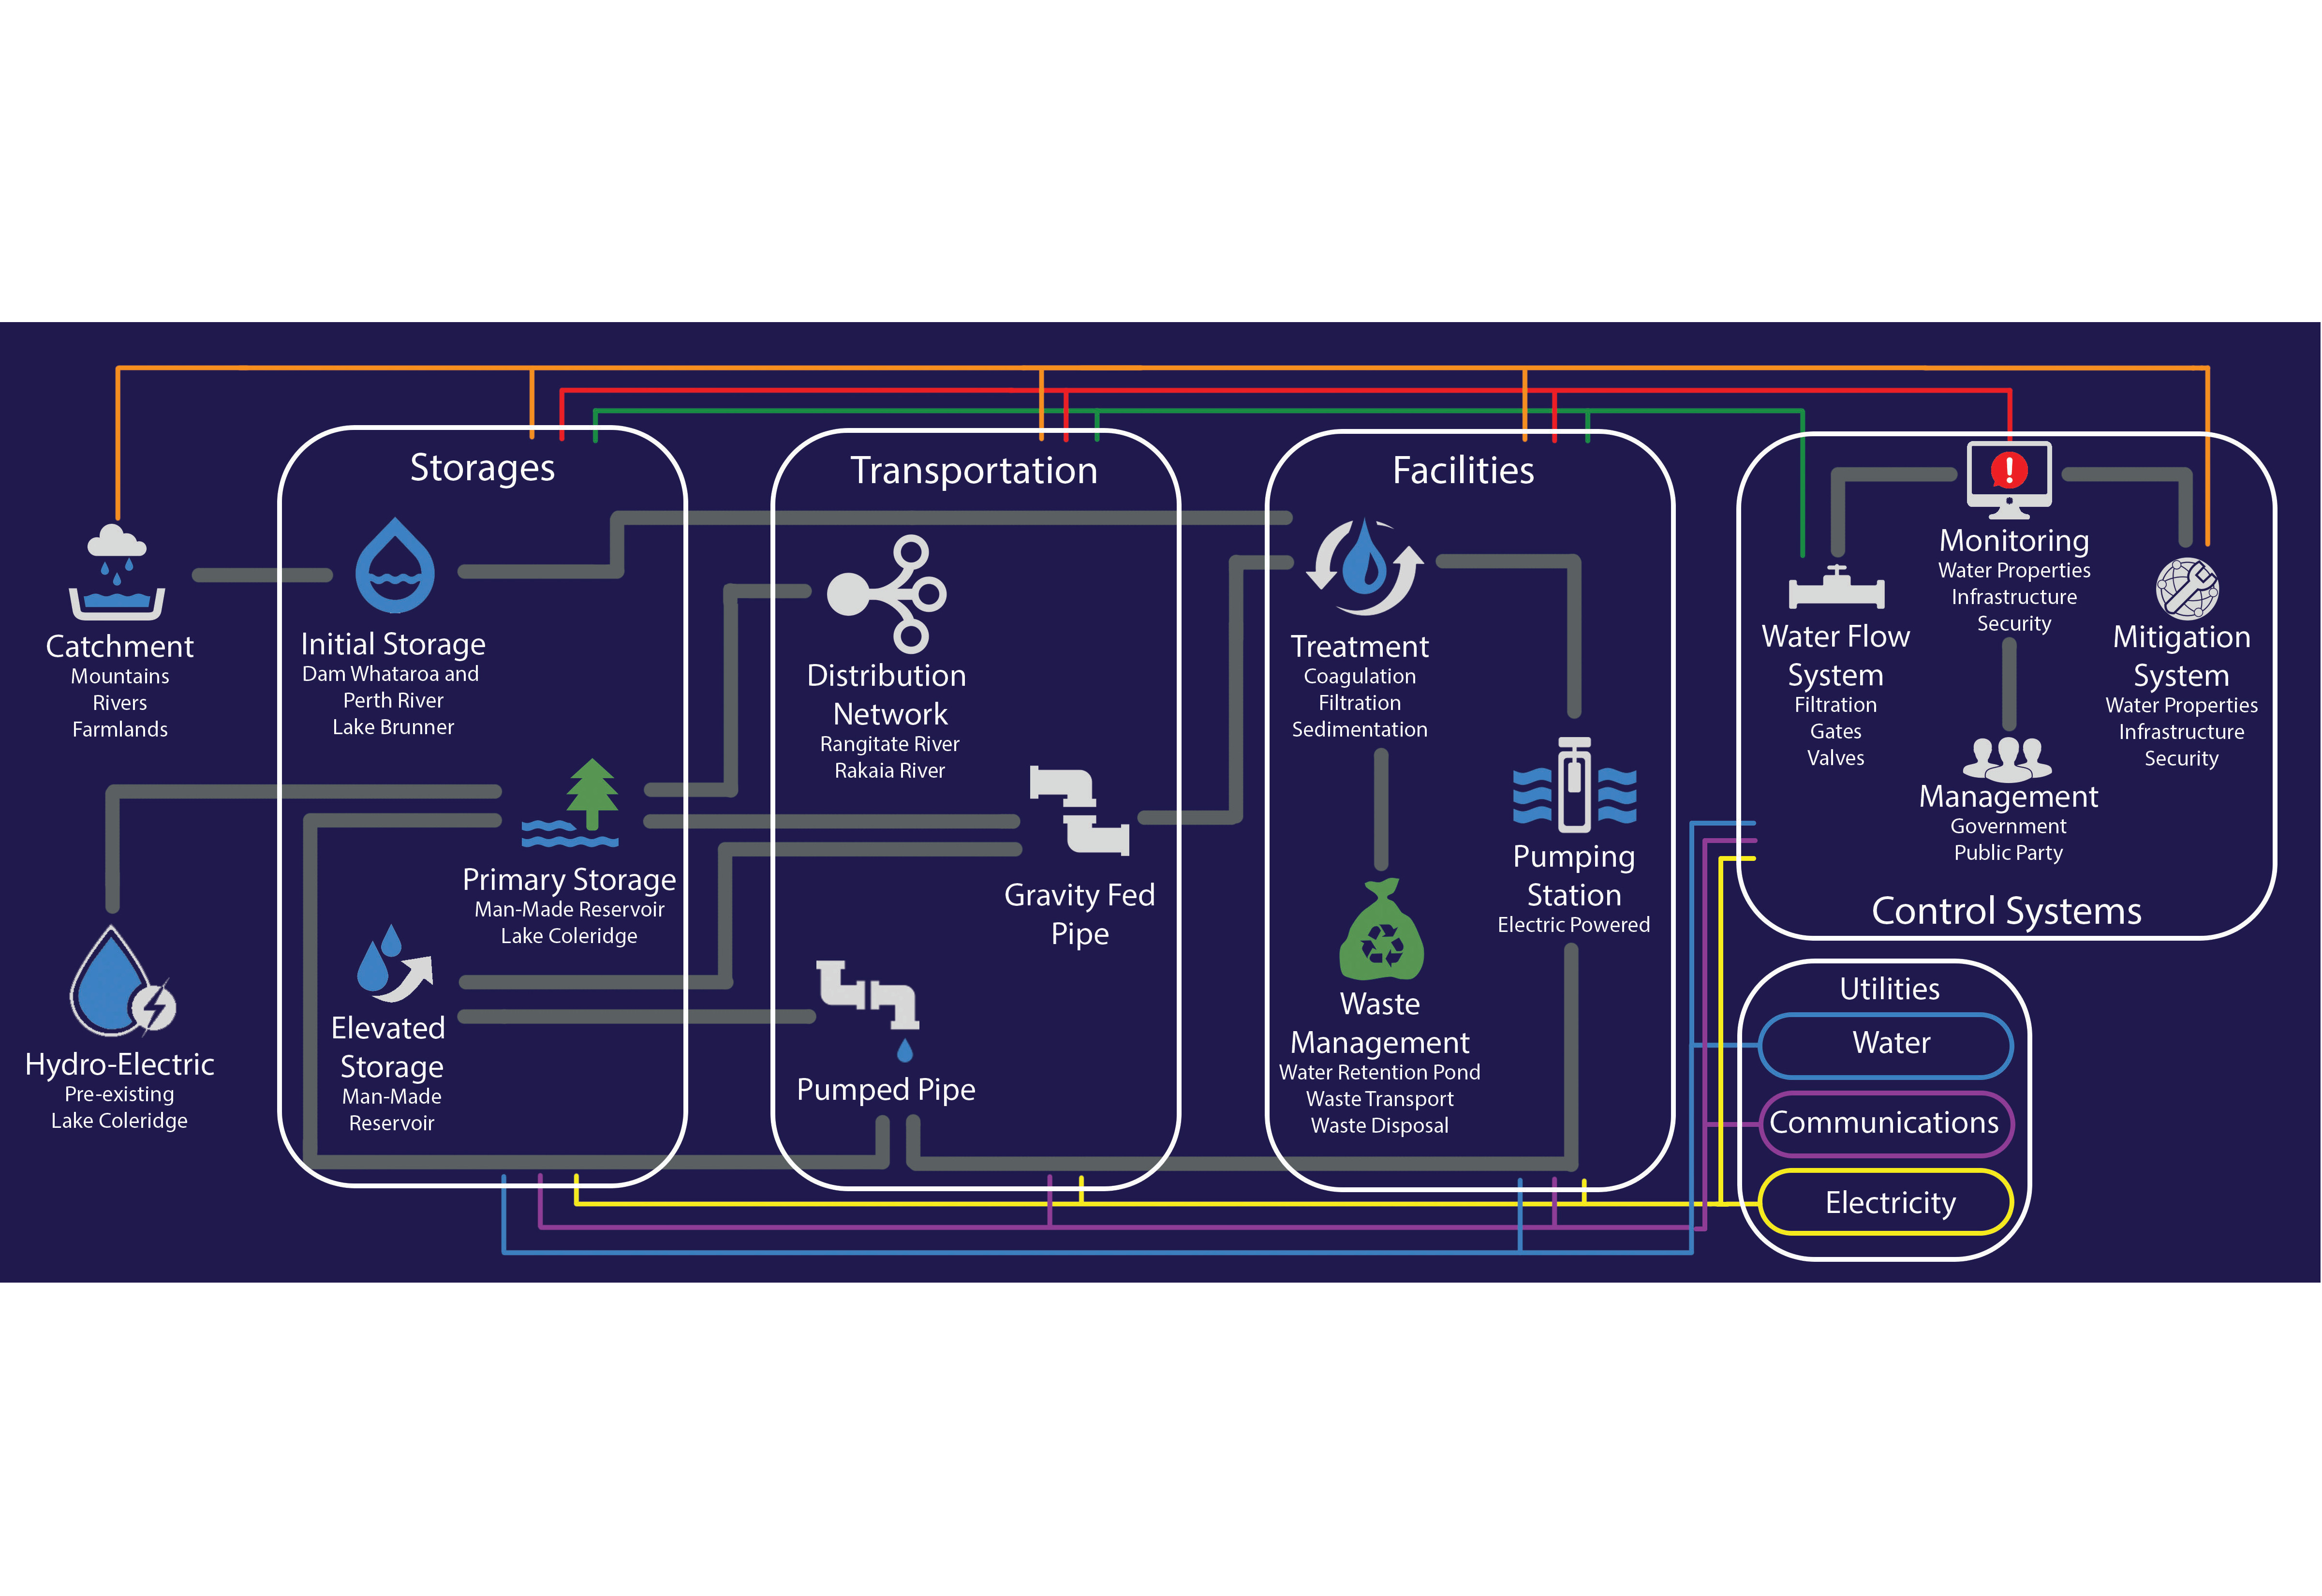 Storages
Transportation
Facilities
Catchment
Mountains
Rivers
Farmlands
Initial Storage
Dam Whataroa and
Perth River
Lake Brunner
Primary Storage
Man-Made Reservoir
Lake Coleridge
Hydro-Electric
Pre-existing
Lake Coleridge
Elevated
Storage
Man-Made
Reservoir
Distribution
Network
Rangitate River
Rakaia River
Gravity Fed
Pipe
Pumped Pipe
Treatment
Coagulation
Filtration
Sedimentation
Pumping
Station
Electric Powered
Waste
Management
Water Retention Pond
Waste Transport
Waste Disposal
Monitoring
Water Properties
Infrastructure
Security
Water Flow
System
Filtration
Gates
Valves
Mitigation
System
Water Properties
Infrastructure
Security
Management
Government
Public Party
Control Systems
Utilities
Water
Communications
Electricity